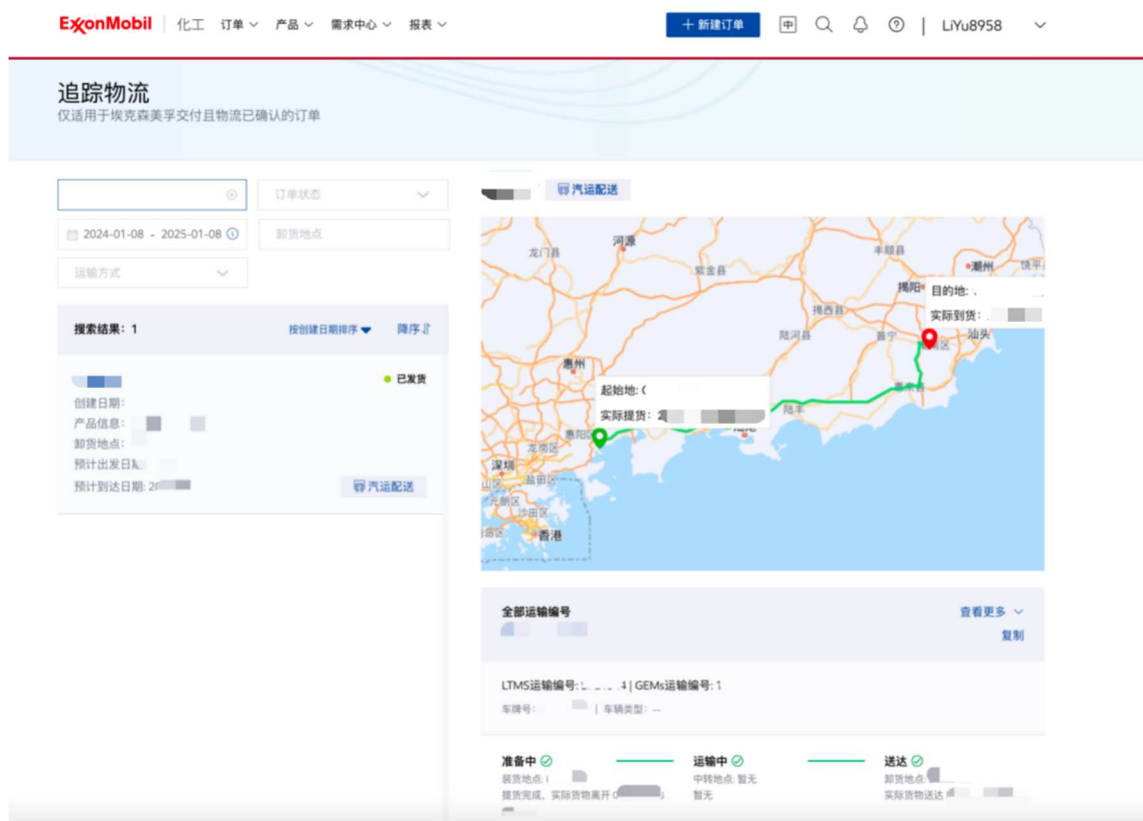 ExxonMobil 化工 订单 产品 需求中心 报表 新建订单 中 LiYu8958
追踪物流
仅适用于埃克森美孚交付且物流已确认的订单
订单状态
2024-01-08 - 2025-01-08
卸货地点
运输方式
搜索结果：1 按创建日期排序 降序
已发货
创建日期：
产品信息：
卸货地点：
预计出发日
预计到达日期: 20
汽运配送
汽运配送
河源
龙门县
紫金县
丰顺县
潮州
饶平
揭阳
目的地:
实际到货：
揭西县
陆河县
普宁
汕头
惠州
起始地: (
实际提货：2
惠来县
陆丰
惠阳区
龙岗区
深圳
盐田区
元朗区
沙田区
香港
全部运输编号 查看更多
复制
LTMS运输编号: 4 | GEMs运输编号: 1
车牌号： | 车辆类型： --
准备中 运输中 送达
装货地点: 中转地点: 暂无 卸货地点:
提货完成，实际货物离开 暂无 实际货物送达